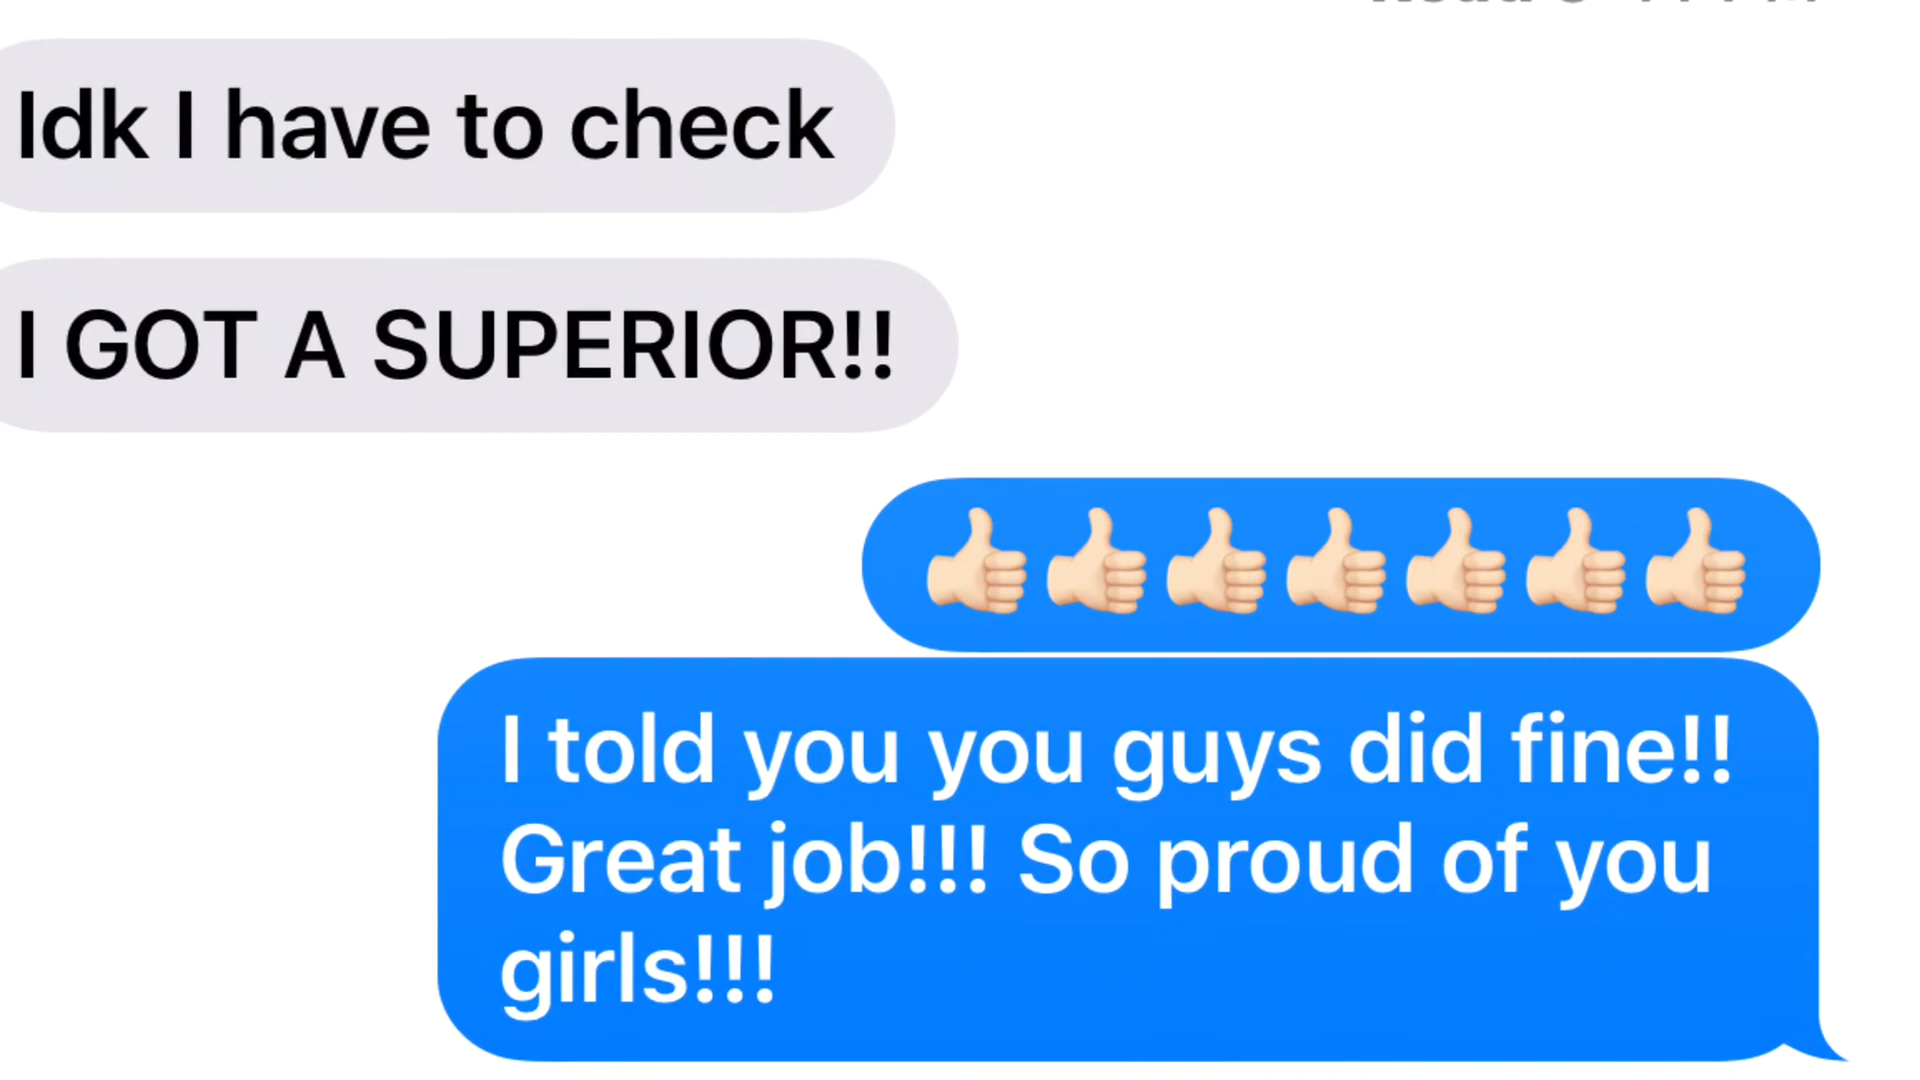 Idk I have to check
I GOT A SUPERIOR!!
👍🏻👍🏻👍🏻👍🏻👍🏻👍🏻👍🏻
I told you you guys did fine!!
Great job!!! So proud of you
girls!!!